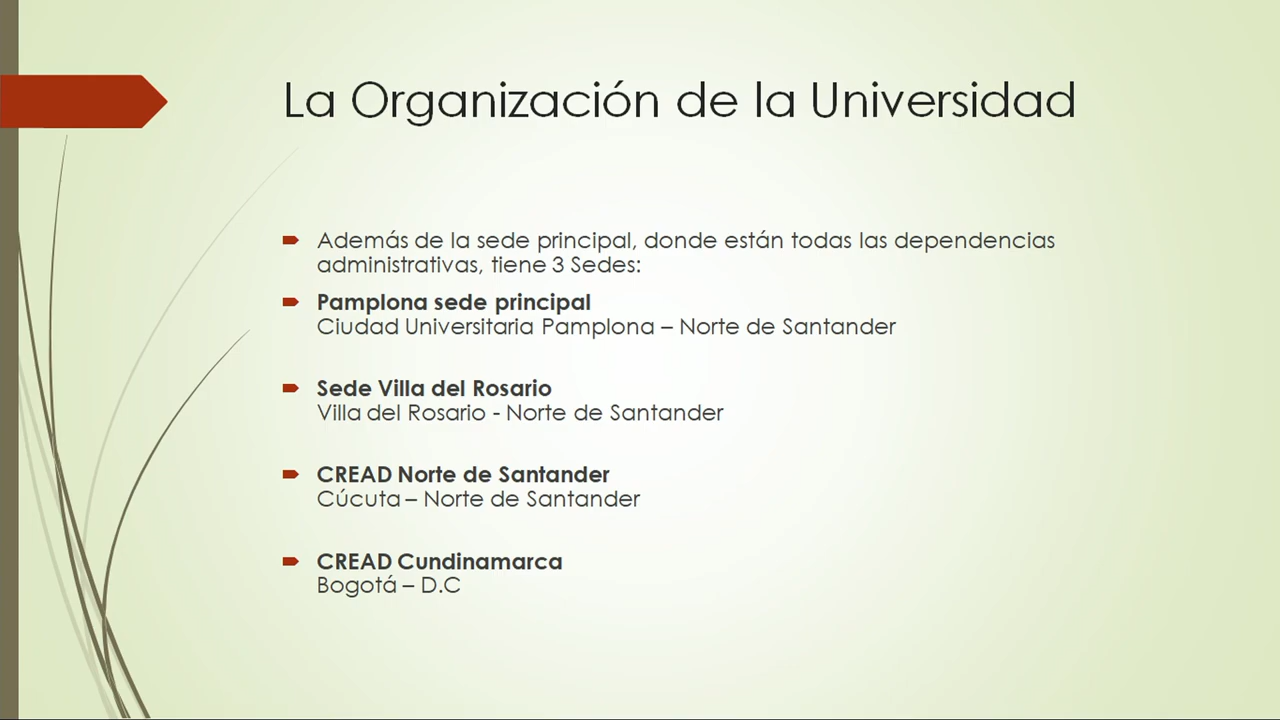 La Organización de la Universidad
Además de la sede principal, donde están todas las dependencias
administrativas, tiene 3 Sedes:
Pamplona sede principal
Ciudad Universitaria Pamplona – Norte de Santander
Sede Villa del Rosario
Villa del Rosario - Norte de Santander
CREAD Norte de Santander
Cúcuta – Norte de Santander
CREAD Cundinamarca
Bogotá – D.C